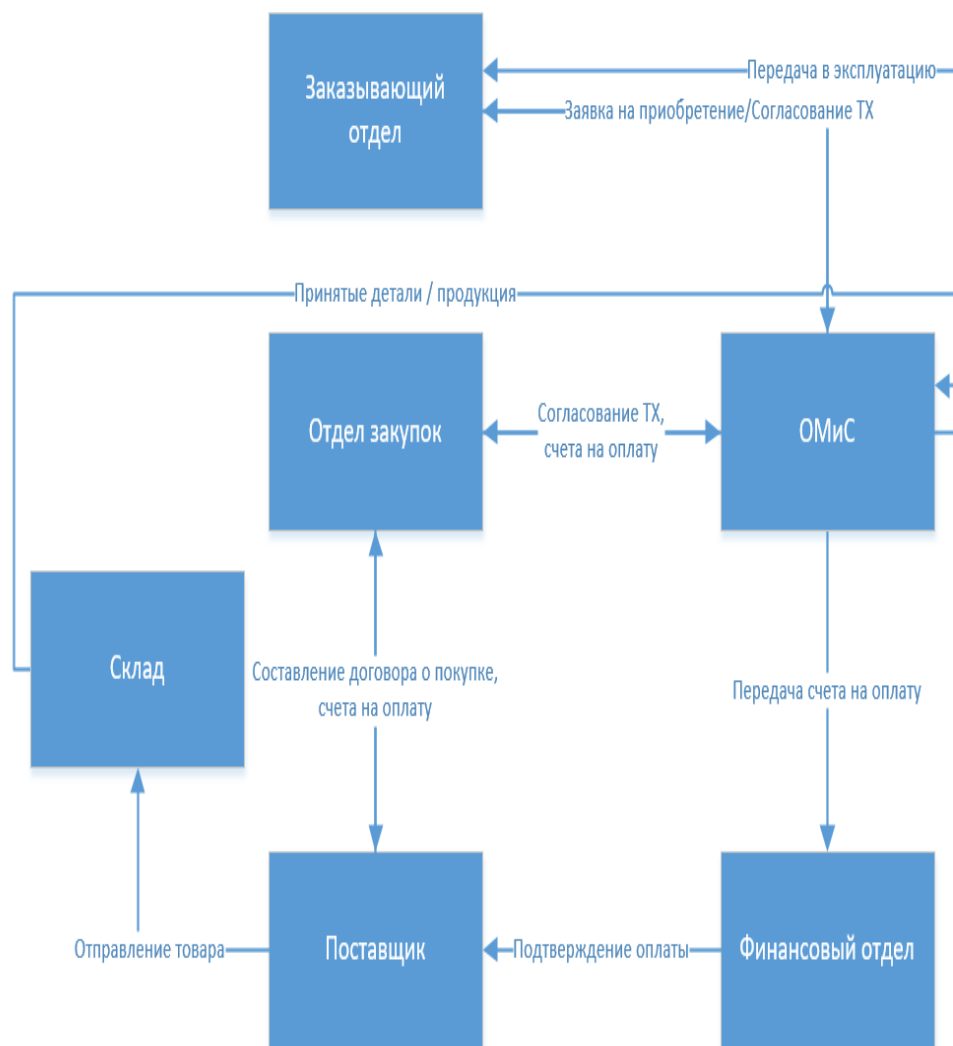 Заказывающий
отдел
Передача в эксплуатацию
Заявка на приобретение/Согласование ТХ
Принятые детали / продукция
Отдел закупок
Согласование ТХ,
счета на оплату
ОМиС
Склад
Составление договора о покупке,
счета на оплату
Передача счета на оплату
Отправление товара
Поставщик
Подтверждение оплаты
Финансовый отдел